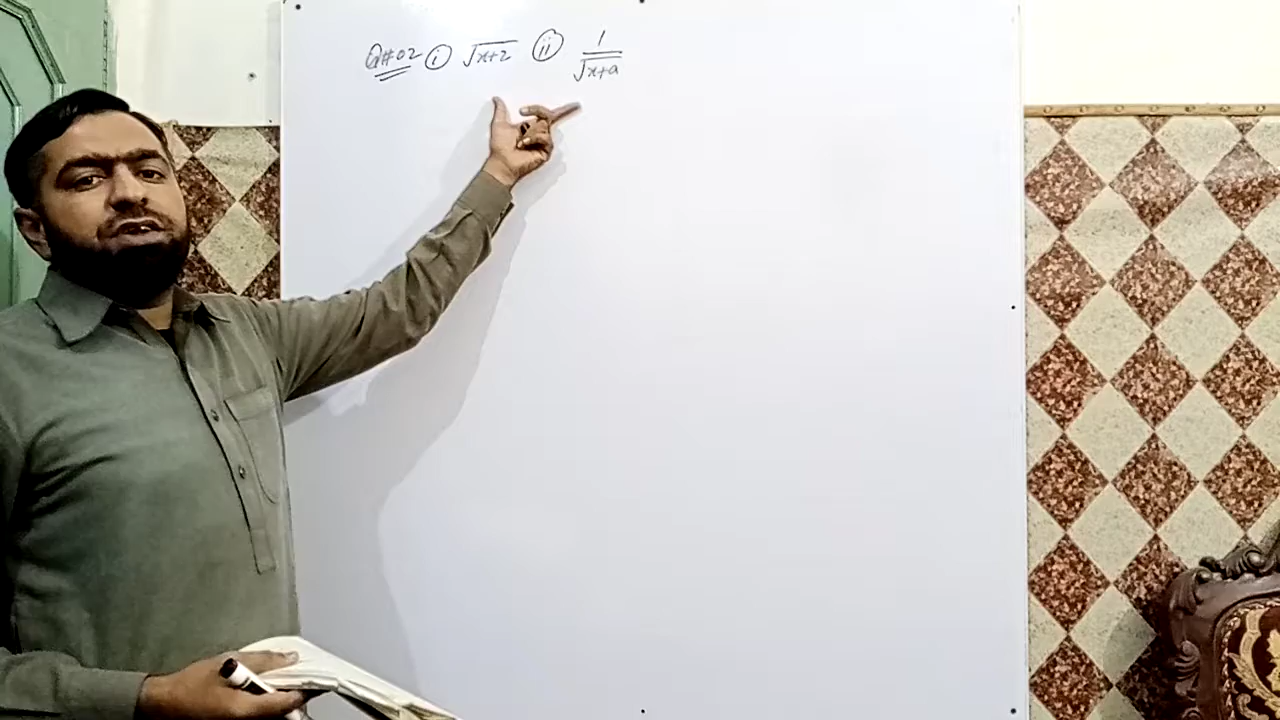 Q#02 (i) √x+2 (ii) 1/√x+a